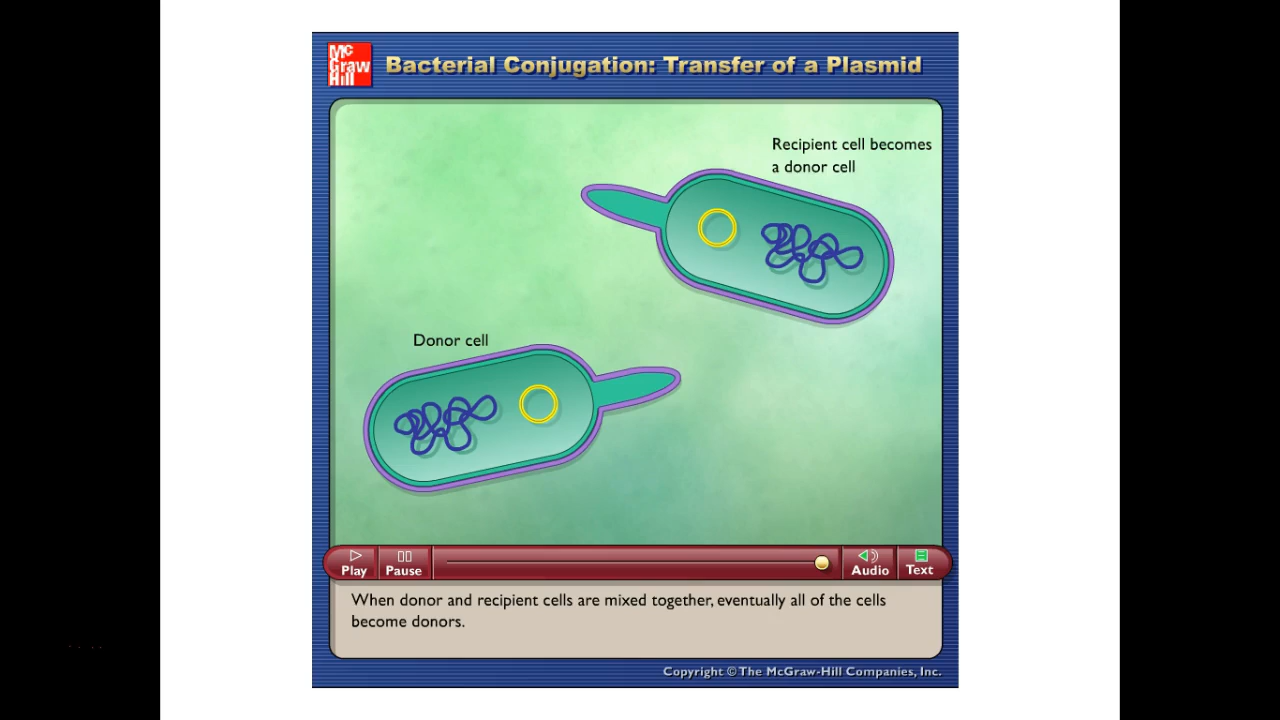 Mc
Graw
Hill
Bacterial Conjugation: Transfer of a Plasmid
Recipient cell becomes
a donor cell
Donor cell
Play
Pause
Audio
Text
When donor and recipient cells are mixed together, eventually all of the cells
become donors.
Copyright © The McGraw-Hill Companies, Inc.